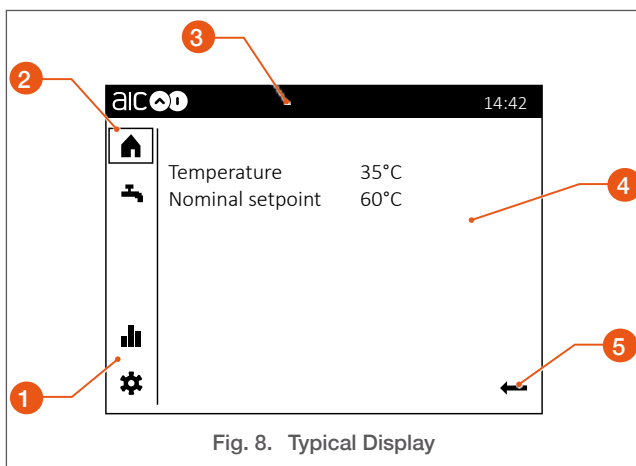 3
2
aic 14:42
Temperature 35°C
Nominal setpoint 60°C
4
5
1
Fig. 8. Typical Display